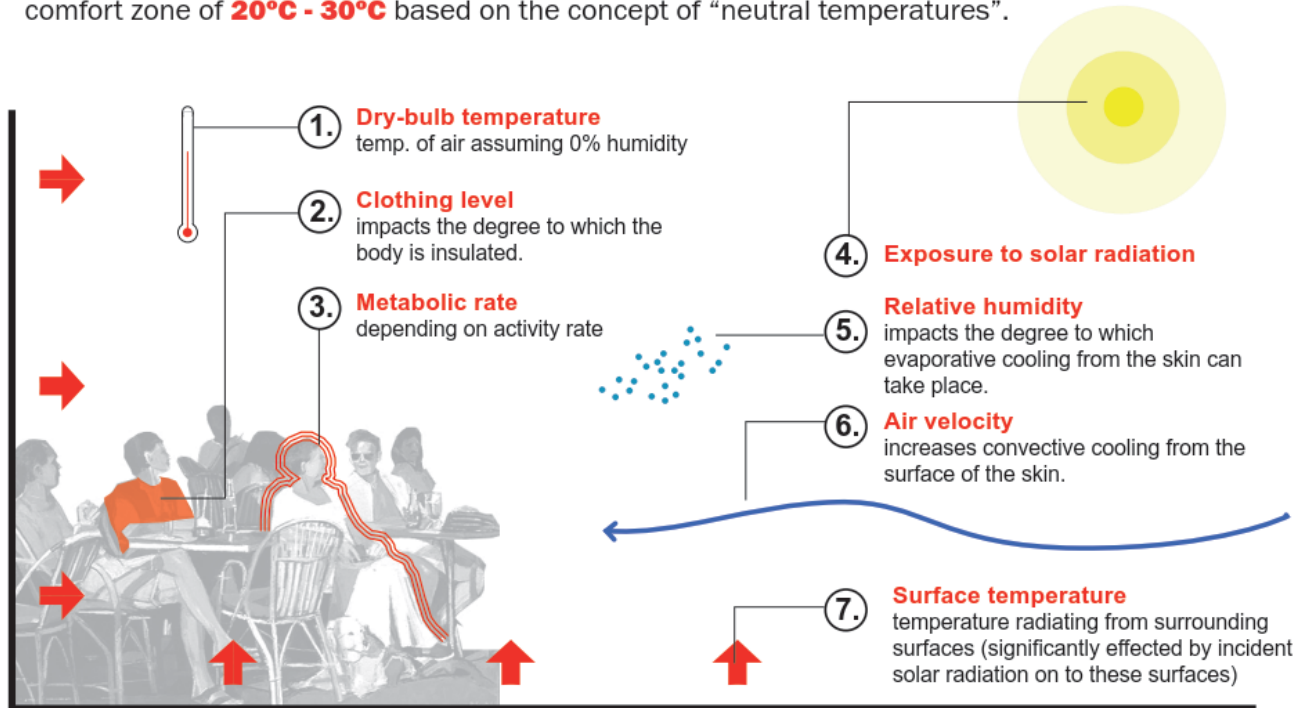 comfort zone of 20°C - 30°C based on the concept of “neutral temperatures”.
1.
Dry-bulb temperature
temp. of air assuming 0% humidity
2.
Clothing level
impacts the degree to which the
body is insulated.
3.
Metabolic rate
depending on activity rate
4.
Exposure to solar radiation
5.
Relative humidity
impacts the degree to which
evaporative cooling from the skin can
take place.
6.
Air velocity
increases convective cooling from the
surface of the skin.
7.
Surface temperature
temperature radiating from surrounding
surfaces (significantly effected by incident
solar radiation on to these surfaces)